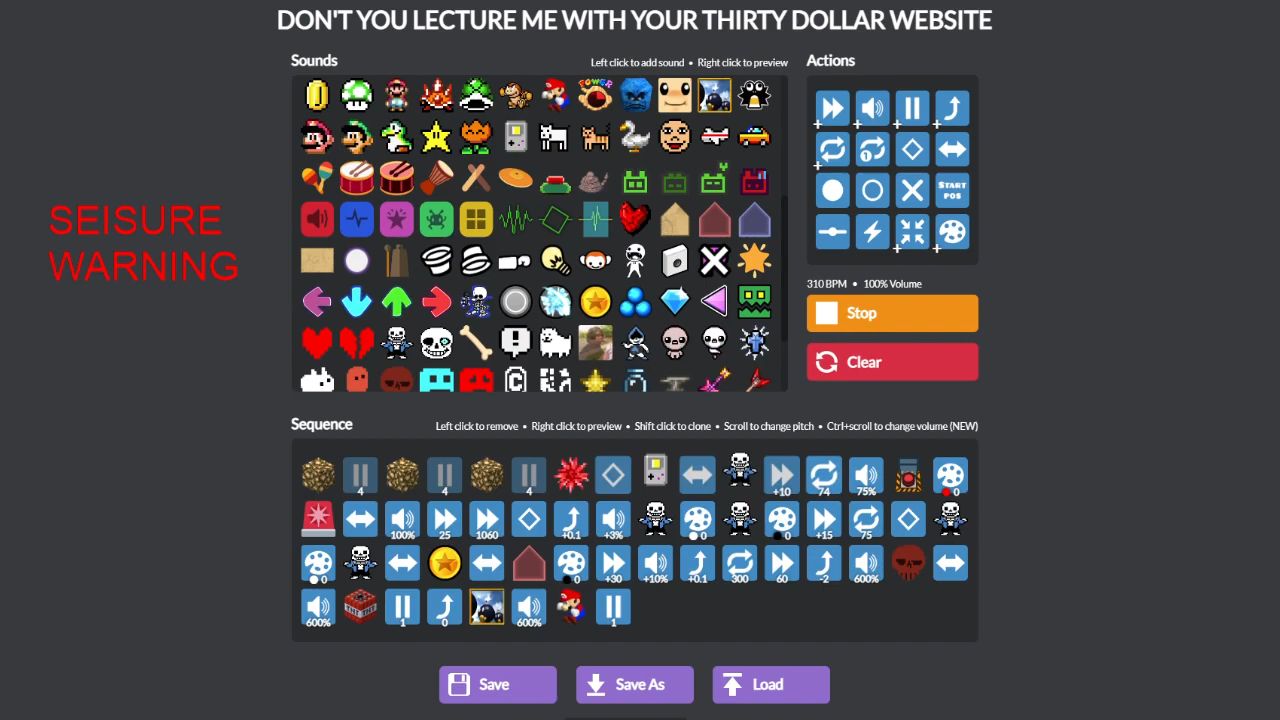 DON'T YOU LECTURE ME WITH YOUR THIRTY DOLLAR WEBSITE
Sounds
Left click to add sound • Right click to preview
Actions
POWER
1
START POS
SEISURE
WARNING
310 BPM • 100% Volume
Stop
Clear
Sequence
Left click to remove • Right click to preview • Shift click to clone • Scroll to change pitch • Ctrl+scroll to change volume (NEW)
4 4 4 +10 74 75% 0
100% 25 1060 +0.1 +3% 0 0 +15 75
0 0 +30 +10% +0.1 300 60 -2 600%
600% TNT 1 0 600% 1
Save
Save As
Load